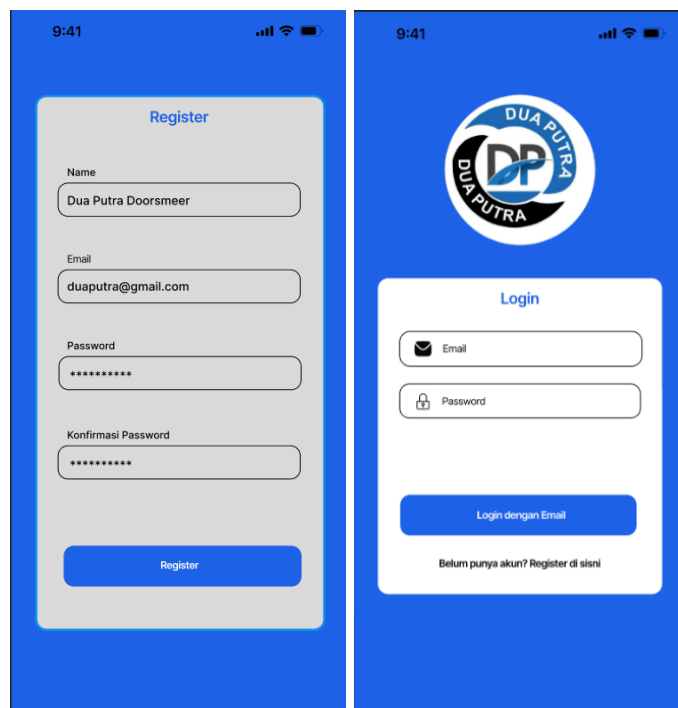 9:41
Register
Name
Dua Putra Doorsmeer
Email
duaputra@gmail.com
Password
**********
Konfirmasi Password
**********
Register
9:41
DUA PUTRA
DP
DUA PUTRA
Login
Email
Password
Login dengan Email
Belum punya akun? Register di sisni